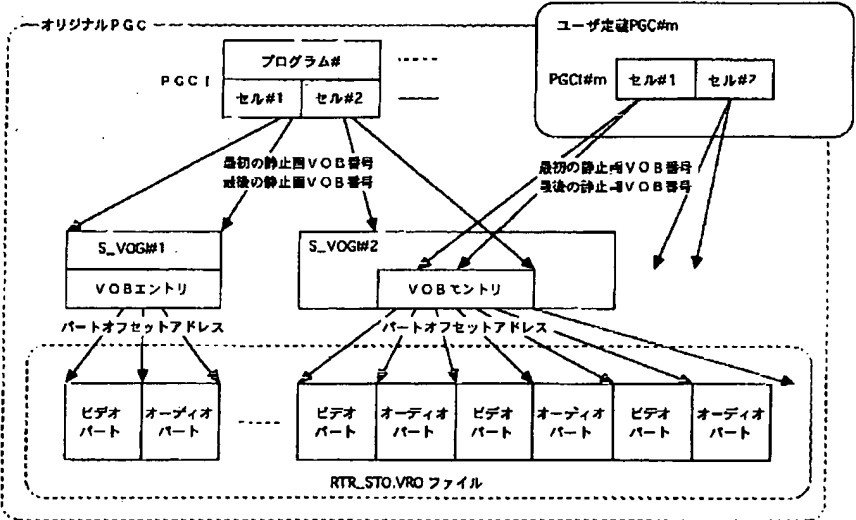 オリジナルPGC
ユーザ定義PGC#m
プログラム#
PGCI
セル#1
セル#2
PGCI#m
セル#1
セル#2
最初の静止画VOB番号
最後の静止画VOB番号
最初の静止画VOB番号
最後の静止画VOB番号
S_VOGI#1
S_VOGI#2
VOBエントリ
VOBエントリ
パートオフセットアドレス
パートオフセットアドレス
ビデオ
パート
オーディオ
パート
ビデオ
パート
オーディオ
パート
ビデオ
パート
オーディオ
パート
ビデオ
パート
オーディオ
パート
RTR_STO.VRO ファイル